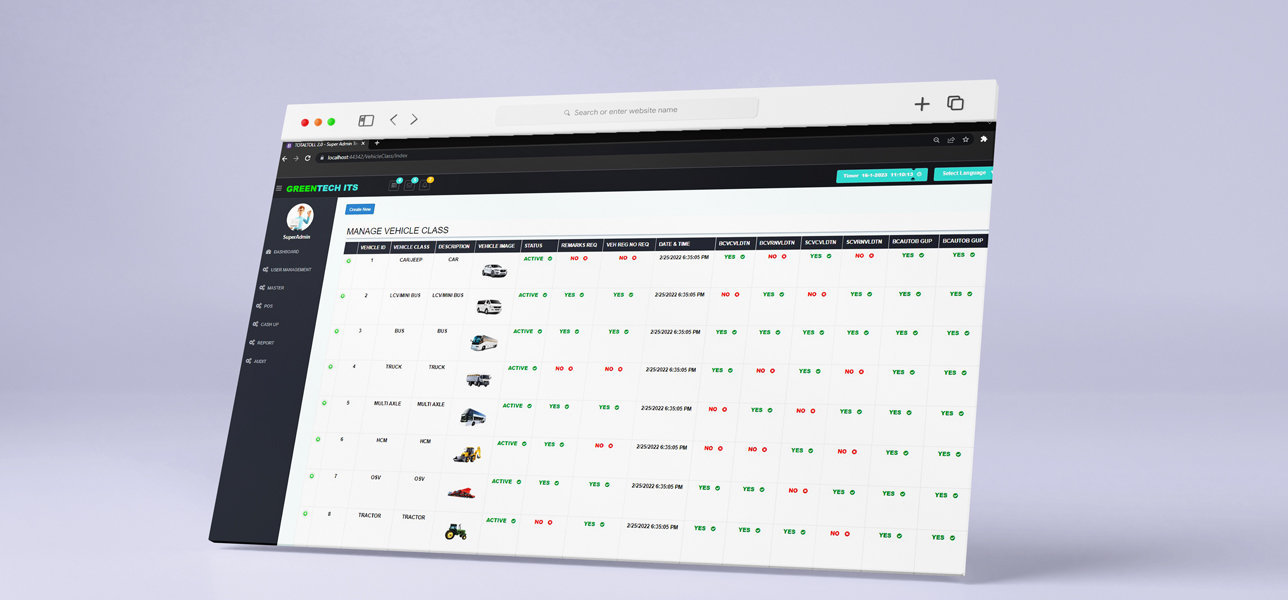 Search or enter website name
TOTALTOLL 2.0 - Super Admin
localhost:44342/VehicleClass/Index
GREENTECH ITS
Timer 16-1-2023 11:10:13
Select Language
SuperAdmin
DASHBOARD
USER MANAGEMENT
MASTER
POS
CASH UP
REPORT
AUDIT
Create New
MANAGE VEHICLE CLASS
VEHICLE ID VEHICLE CLASS DESCRIPTION VEHICLE IMAGE STATUS REMARKS REQ VEH REG NO REQ DATE & TIME BCVCVLDTN BCVRNVLDTN SCVCVLDTN SCVRNVLDTN BCAUTOB GUP BCAUTOB GUP
1 CAR/JEEP CAR ACTIVE NO NO 2/25/2022 6:35:05 PM YES NO YES NO YES YES
2 LCV/MINI BUS LCV/MINI BUS ACTIVE YES YES 2/25/2022 6:35:05 PM NO YES NO YES YES YES
3 BUS BUS ACTIVE YES YES 2/25/2022 6:35:05 PM YES YES YES YES YES YES
4 TRUCK TRUCK ACTIVE NO NO 2/25/2022 6:35:05 PM YES NO YES NO YES YES
5 MULTI AXLE MULTI AXLE ACTIVE YES YES 2/25/2022 6:35:05 PM NO YES NO YES YES YES
6 HCM HCM ACTIVE YES NO 2/25/2022 6:35:05 PM NO NO YES NO YES YES
7 OSV OSV ACTIVE YES YES 2/25/2022 6:35:05 PM YES YES NO YES YES YES
8 TRACTOR TRACTOR ACTIVE NO YES 2/25/2022 6:35:05 PM YES YES YES NO YES YES